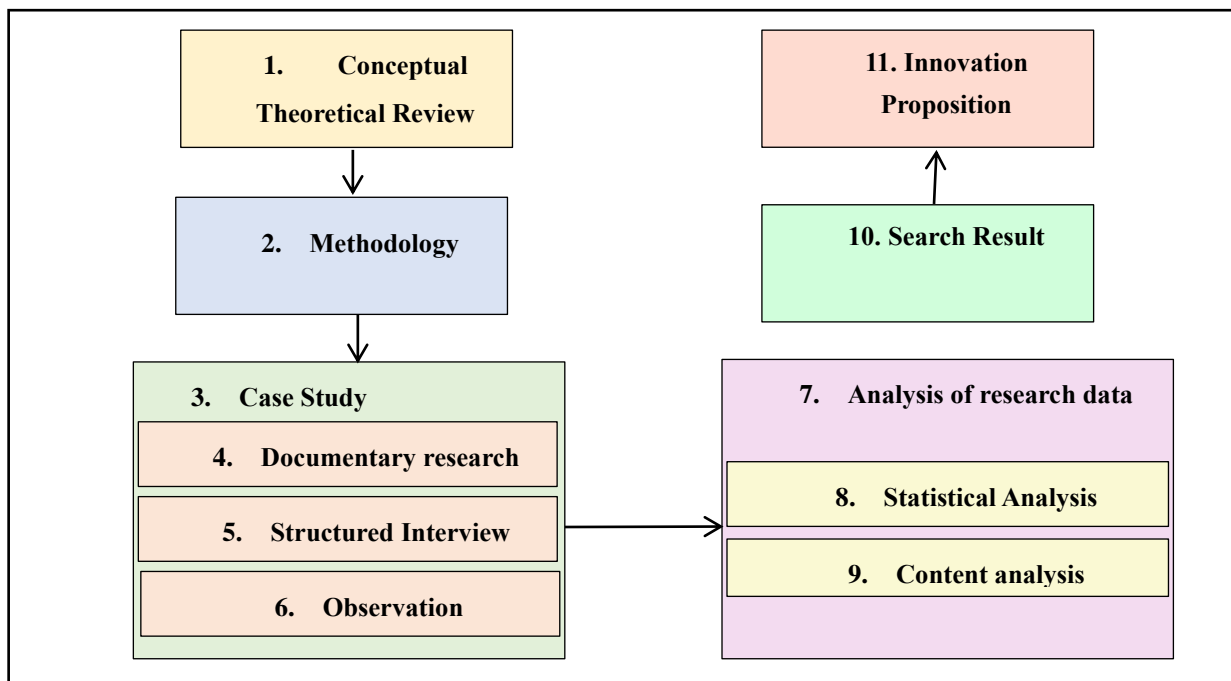 1. Conceptual
Theoretical Review
2. Methodology
3. Case Study
4. Documentary research
5. Structured Interview
6. Observation
7. Analysis of research data
8. Statistical Analysis
9. Content analysis
10. Search Result
11. Innovation
Proposition